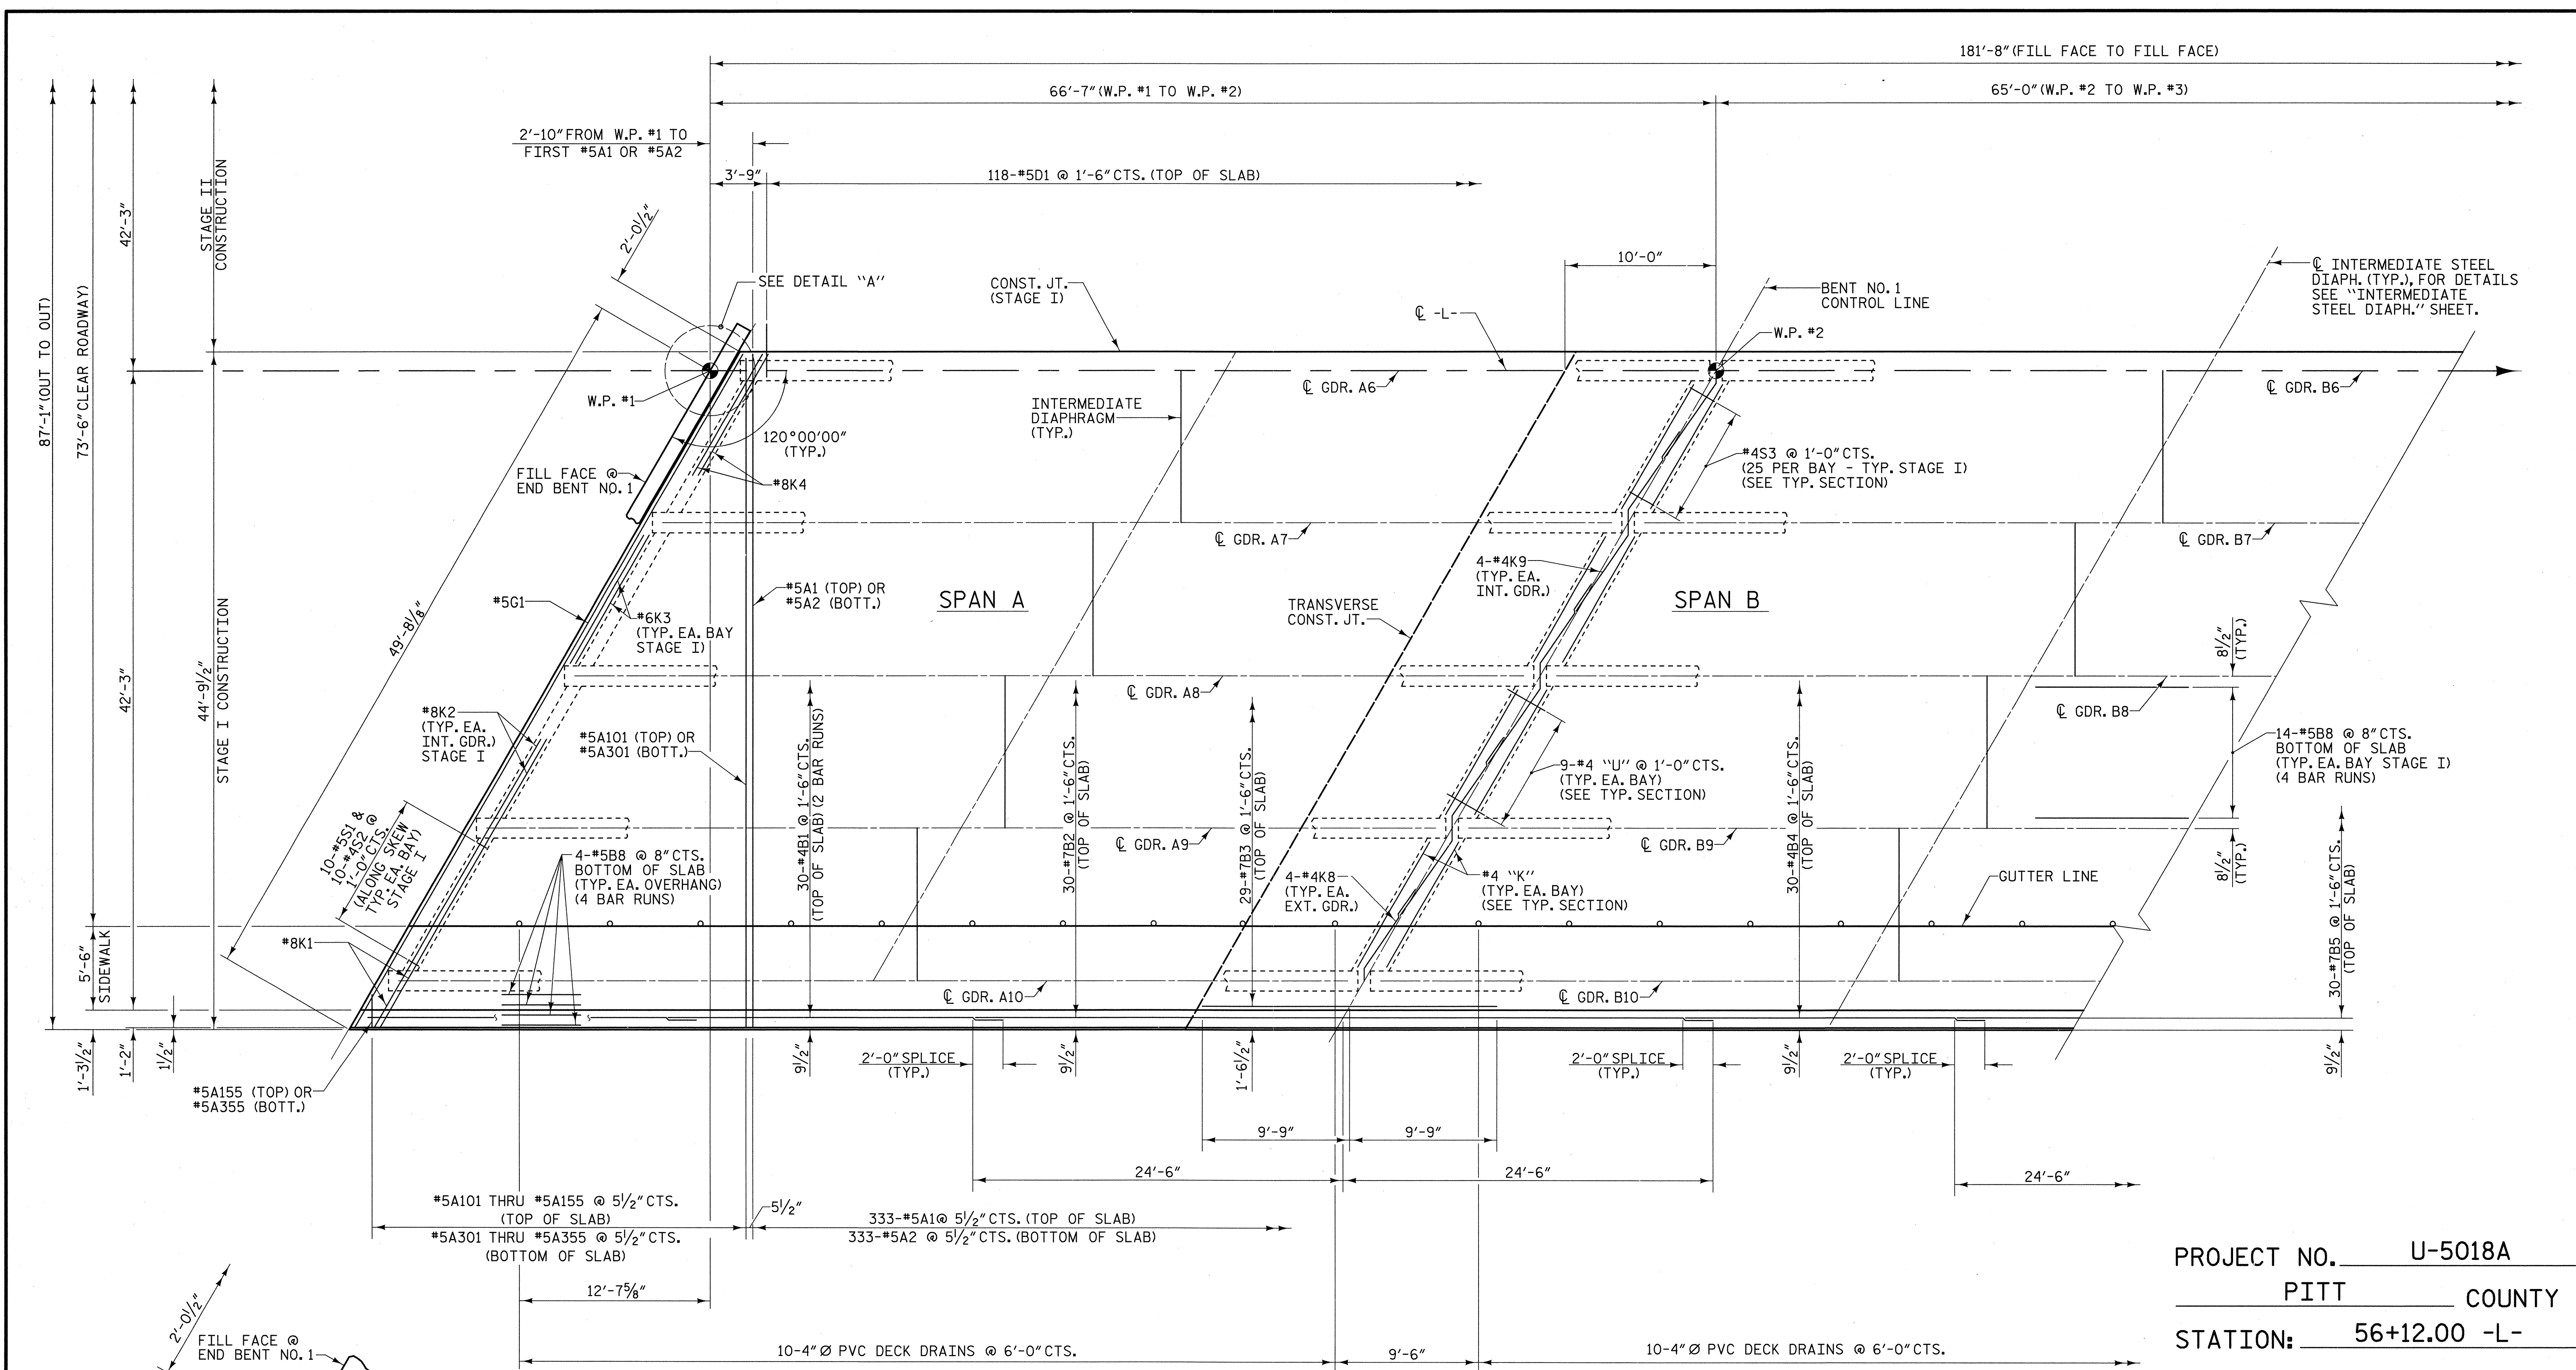 181'-8" (FILL FACE TO FILL FACE)
66'-7" (W.P. #1 TO W.P. #2)
65'-0" (W.P. #2 TO W.P. #3)
2'-10" FROM W.P. #1 TO
FIRST #5A1 OR #5A2
3'-9"
118-#5D1 @ 1'-6" CTS. (TOP OF SLAB)
STAGE II
CONSTRUCTION
42'-3"
2'-0½"
SEE DETAIL "A"
CONST. JT.
(STAGE I)
10'-0"
℄ -L-
BENT NO. 1
CONTROL LINE
W.P. #2
℄ INTERMEDIATE STEEL
DIAPH. (TYP.), FOR DETAILS
SEE "INTERMEDIATE
STEEL DIAPH." SHEET.
87'-1" (OUT TO OUT)
73'-6" CLEAR ROADWAY)
W.P. #1
℄ GDR. A6
℄ GDR. B6
INTERMEDIATE
DIAPHRAGM
(TYP.)
120°00'00"
(TYP.)
FILL FACE @
END BENT NO. 1
#8K4
#4S3 @ 1'-0" CTS.
(25 PER BAY - TYP. STAGE I)
(SEE TYP. SECTION)
℄ GDR. A7
℄ GDR. B7
#5G1
#6K3
(TYP. EA. BAY
STAGE I)
#5A1 (TOP) OR
#5A2 (BOTT.)
SPAN A
TRANSVERSE
CONST. JT.
4-#4K9
(TYP. EA.
INT. GDR.)
SPAN B
49'-8⅛"
42'-3"
44'-9½"
STAGE I CONSTRUCTION
8½"
(TYP.)
℄ GDR. A8
℄ GDR. B8
#8K2
(TYP. EA.
INT. GDR.)
STAGE I
#5A101 (TOP) OR
#5A301 (BOTT.)
30-#4B1 @ 1'-6" CTS.
(TOP OF SLAB) (2 BAR RUNS)
30-#7B2 @ 1'-6" CTS.
(TOP OF SLAB)
29-#7B3 @ 1'-6" CTS.
(TOP OF SLAB)
9-#4 "U" @ 1'-0" CTS.
(TYP. EA. BAY)
(SEE TYP. SECTION)
30-#4B4 @ 1'-6" CTS.
(TOP OF SLAB)
14-#5B8 @ 8" CTS.
BOTTOM OF SLAB
(TYP. EA. BAY STAGE I)
(4 BAR RUNS)
10-#5S1 &
10-#4S2 @
1'-0" CTS.
(ALONG SKEW
TYP. EA. BAY)
STAGE I
4-#5B8 @ 8" CTS.
BOTTOM OF SLAB
(TYP. EA. OVERHANG)
(4 BAR RUNS)
℄ GDR. A9
℄ GDR. B9
8½"
(TYP.)
4-#4K8
(TYP. EA.
EXT. GDR.)
#4 "K"
(TYP. EA. BAY)
(SEE TYP. SECTION)
GUTTER LINE
30-#7B5 @ 1'-6" CTS.
(TOP OF SLAB)
#8K1
5'-6"
SIDEWALK
℄ GDR. A10
℄ GDR. B10
1'-3½"
1'-2"
1½"
#5A155 (TOP) OR
#5A355 (BOTT.)
9½"
2'-0" SPLICE
(TYP.)
9½"
1'-6½"
2'-0" SPLICE
(TYP.)
9½"
2'-0" SPLICE
(TYP.)
9½"
9'-9"
9'-9"
24'-6"
24'-6"
24'-6"
#5A101 THRU #5A155 @ 5½" CTS.
(TOP OF SLAB)
#5A301 THRU #5A355 @ 5½" CTS.
(BOTTOM OF SLAB)
5½"
333-#5A1@ 5½" CTS. (TOP OF SLAB)
333-#5A2 @ 5½" CTS. (BOTTOM OF SLAB)
12'-7⅝"
2'-0½"
FILL FACE @
END BENT NO. 1
10-4" Ø PVC DECK DRAINS @ 6'-0" CTS.
9'-6"
10-4" Ø PVC DECK DRAINS @ 6'-0" CTS.
PROJECT NO. U-5018A
PITT COUNTY
STATION: 56+12.00 -L-